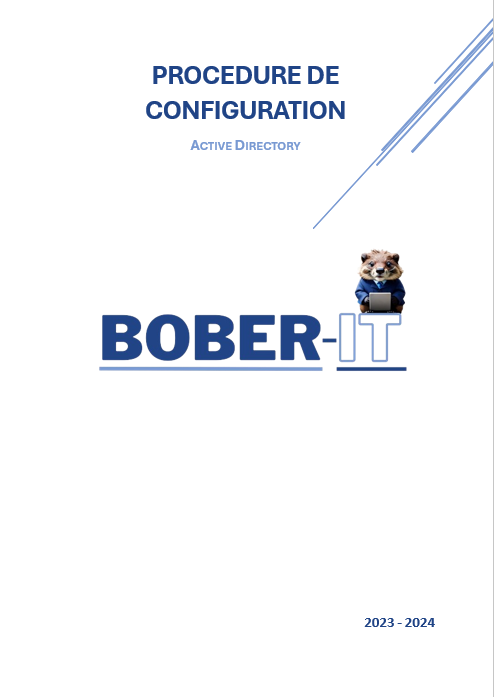 PROCEDURE DE
CONFIGURATION
ACTIVE DIRECTORY
BOBER-IT
2023 - 2024